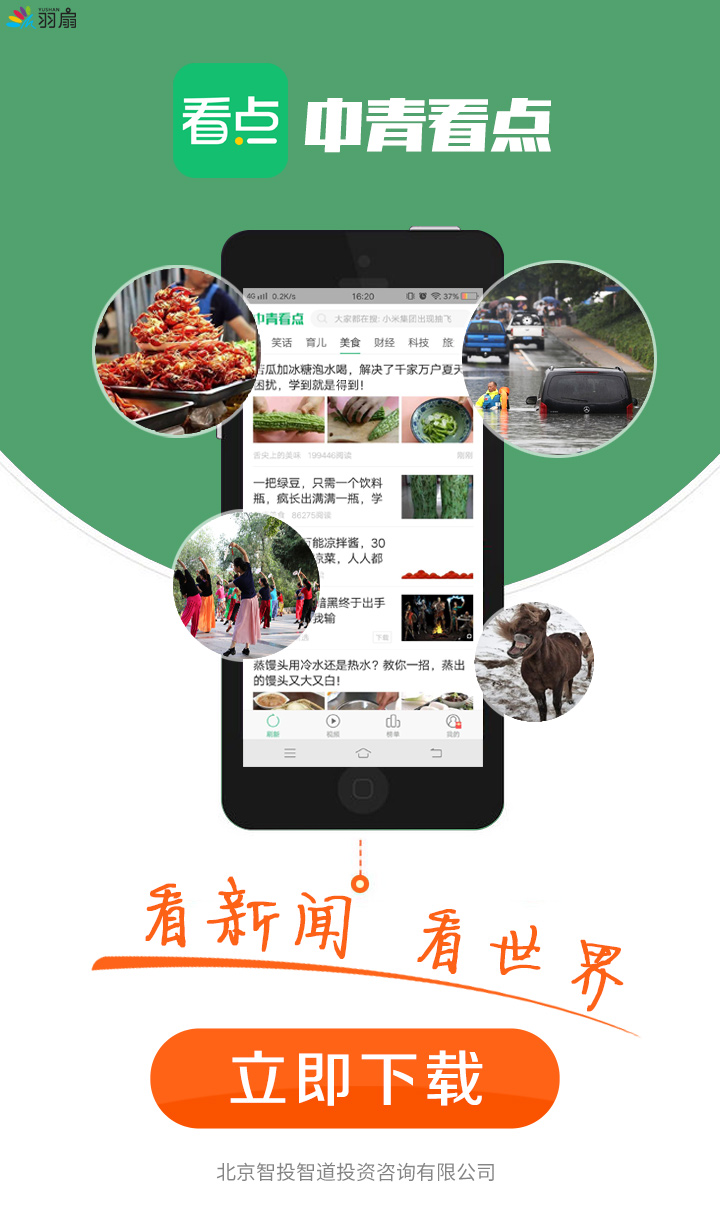 YUSHAN
羽扇
看点 中青看点
4G 0.2K/s 16:20 37%
中青看点 大家都在搜: 小米集团出现抽飞
笑话 育儿 美食 财经 科技 旅
苦瓜加冰糖泡水喝，解决了千家万户夏天
困扰，学到就是得到！
舌尖上的美味 199446阅读 刚刚
一把绿豆，只需一个饮料
瓶，疯长出满满一瓶，学
86275阅读
能凉拌酱，30
凉菜，人人都
暗黑终于出手
我输
下载
蒸馒头用冷水还是热水？教你一招，蒸出
的馒头又大又白！
刷新 视频 榜单 我的
看新闻 看世界
立即下载
北京智投智道投资咨询有限公司